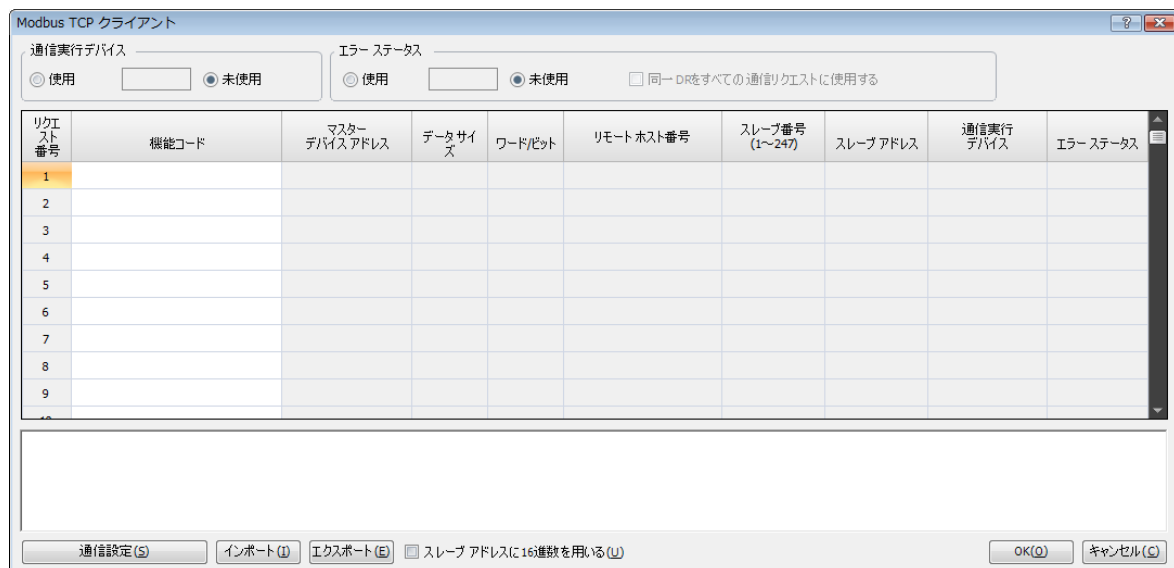 Modbus TCP クライアント
通信実行デバイス
エラー ステータス
使用
未使用
使用
未使用
同一DRをすべての通信リクエストに使用する
リクエ
スト
番号
機能コード
マスター
デバイス アドレス
データ サイ
ズ
ワード/ビット
リモート ホスト番号
スレーブ番号
(1~247)
スレーブ アドレス
通信実行
デバイス
エラー ステータス
1
2
3
4
5
6
7
8
9
通信設定(S)
インポート(I)
エクスポート(E)
スレーブ アドレスに16進数を用いる(U)
OK(O)
キャンセル(C)